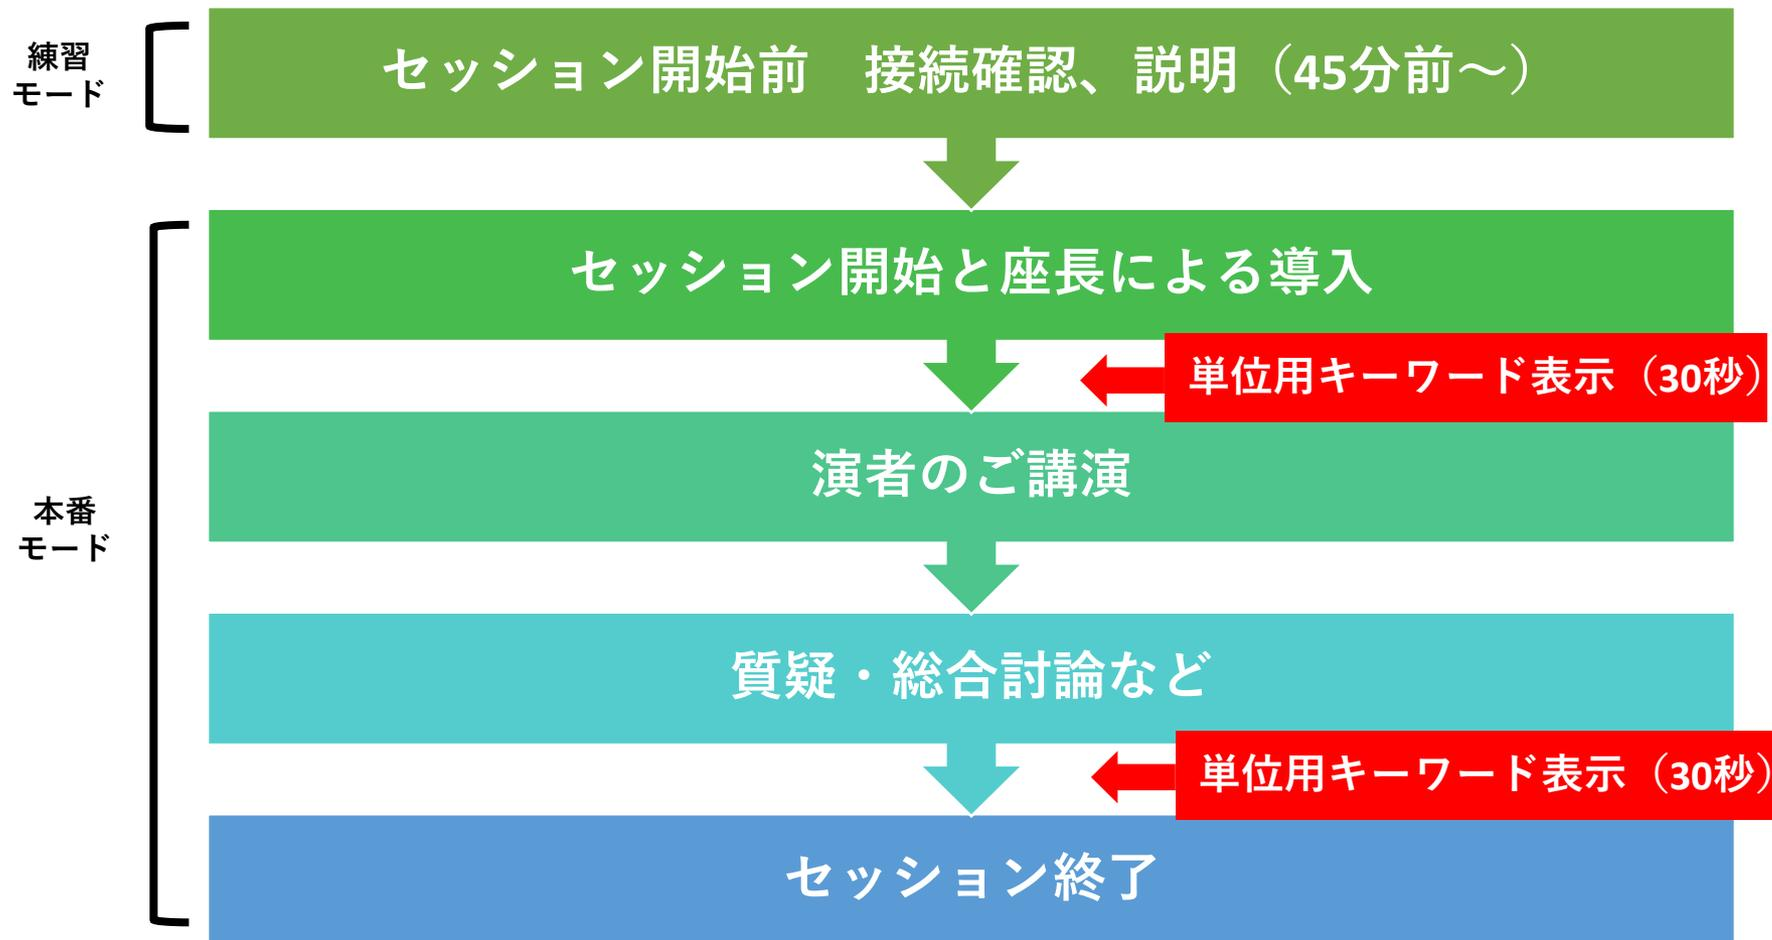 練習
モード
セッション開始前　接続確認、説明（45分前～）
セッション開始と座長による導入
単位用キーワード表示（30秒）
演者のご講演
本番
モード
質疑・総合討論など
単位用キーワード表示（30秒）
セッション終了